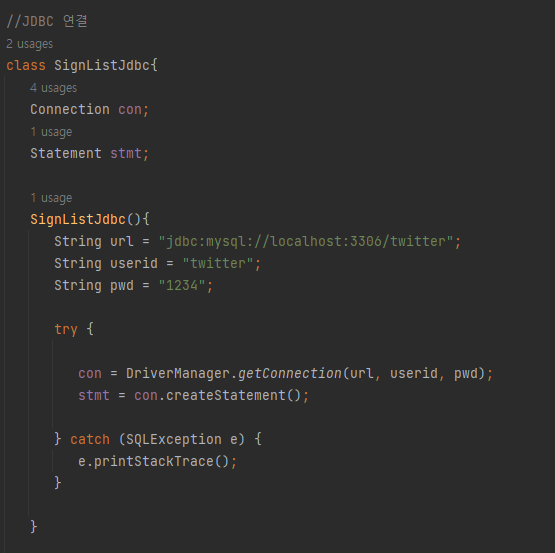 //JDBC 연결
2 usages
class SignListJdbc{
4 usages
Connection con;
1 usage
Statement stmt;
1 usage
SignListJdbc(){
String url = "jdbc:mysql://localhost:3306/twitter";
String userid = "twitter";
String pwd = "1234";
try {
con = DriverManager.getConnection(url, userid, pwd);
stmt = con.createStatement();
} catch (SQLException e) {
e.printStackTrace();
}
}